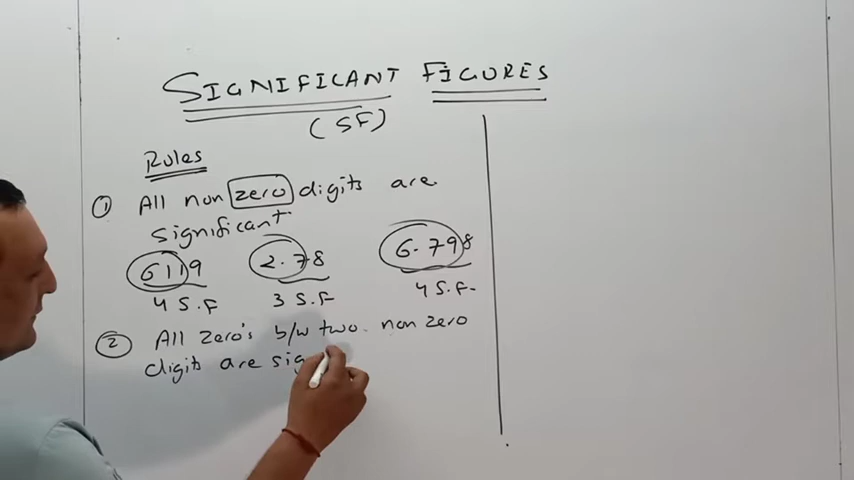 SIGNIFICANT FIGURES
(SF)
Rules
① All non zero digits are
significant
6119 2.78 6.798
4 S.F 3 S.F 4 S.F.
② All zero's b/w two non zero
digits are sig